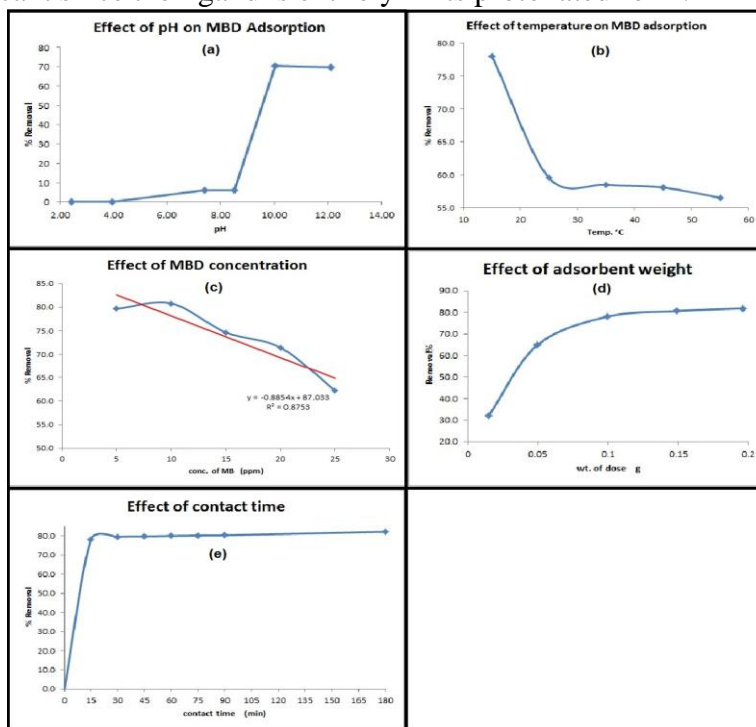 Effect of pH on MBD Adsorption
(a)
% Removal
80
70
60
50
40
30
20
10
0
2.00 4.00 6.00 8.00 10.00 12.00 14.00
pH
Effect of temperature on MBD adsorption
(b)
% Removal
80.0
75.0
70.0
65.0
60.0
55.0
10 20 30 40 50 60
Temp. °C
Effect of MBD concentration
(c)
% Removal
85.0
80.0
75.0
70.0
65.0
60.0
55.0
50.0
y = -0.8854x + 87.033
R² = 0.8753
0 5 10 15 20 25 30
conc. of MB (ppm)
Effect of adsorbent weight
(d)
Removal%
90.0
80.0
70.0
60.0
50.0
40.0
30.0
20.0
0 0.05 0.1 0.15 0.2
wt. of dose g
Effect of contact time
(e)
% Removal
80.0
70.0
60.0
50.0
40.0
30.0
20.0
10.0
0.0
0 15 30 45 60 75 90 105 120 135 150 165 180
contact time (min)